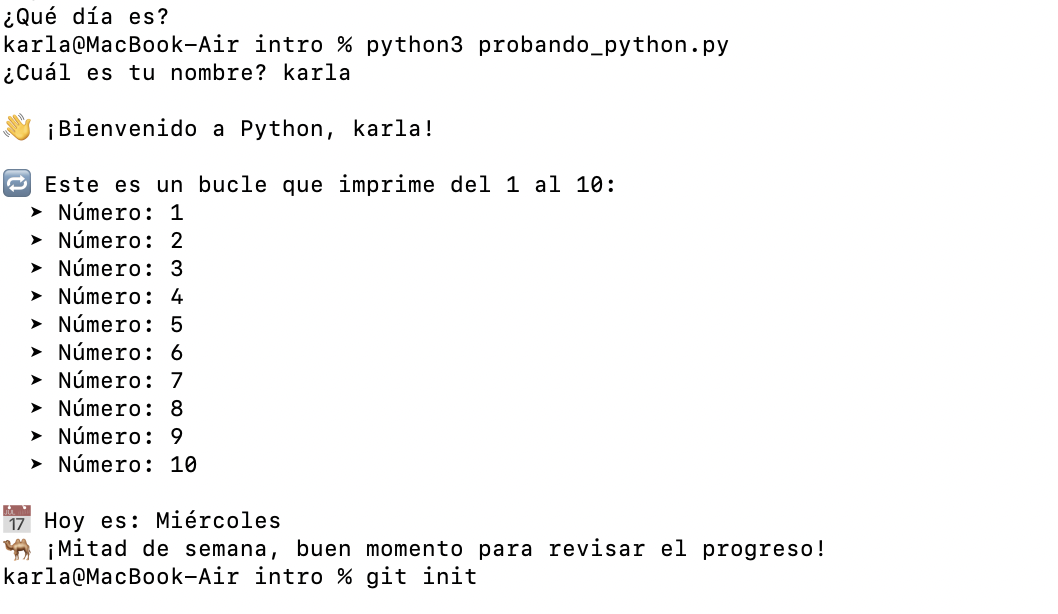 ¿Qué día es?
karla@MacBook-Air intro % python3 probando_python.py
¿Cuál es tu nombre? karla
👋 ¡Bienvenido a Python, karla!
🔁 Este es un bucle que imprime del 1 al 10:
➤ Número: 1
➤ Número: 2
➤ Número: 3
➤ Número: 4
➤ Número: 5
➤ Número: 6
➤ Número: 7
➤ Número: 8
➤ Número: 9
➤ Número: 10
📅 Hoy es: Miércoles
🐫 ¡Mitad de semana, buen momento para revisar el progreso!
karla@MacBook-Air intro % git init